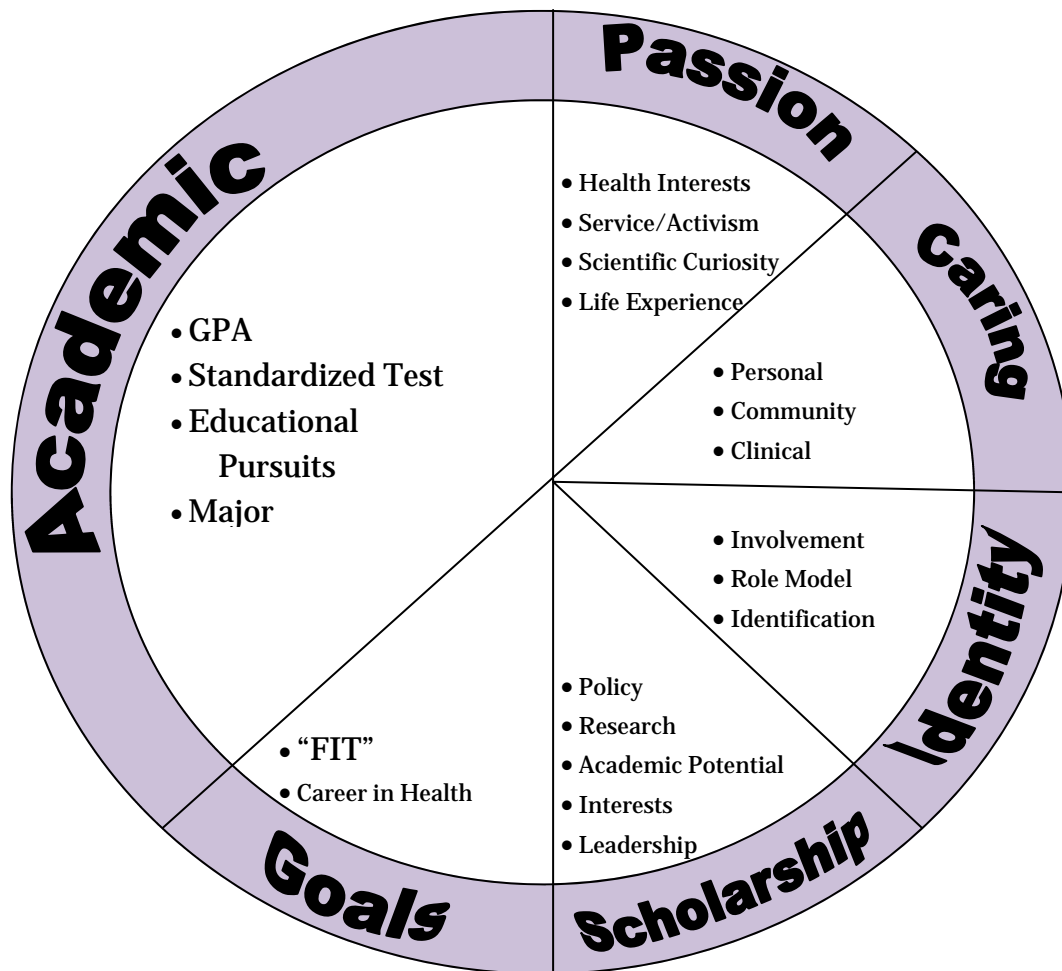 Academic
• GPA
• Standardized Test
• Educational
Pursuits
• Major
Passion
• Health Interests
• Service/Activism
• Scientific Curiosity
• Life Experience
Caring
• Personal
• Community
• Clinical
Identity
• Involvement
• Role Model
• Identification
Scholarship
• Policy
• Research
• Academic Potential
• Interests
• Leadership
Goals
• “FIT”
• Career in Health